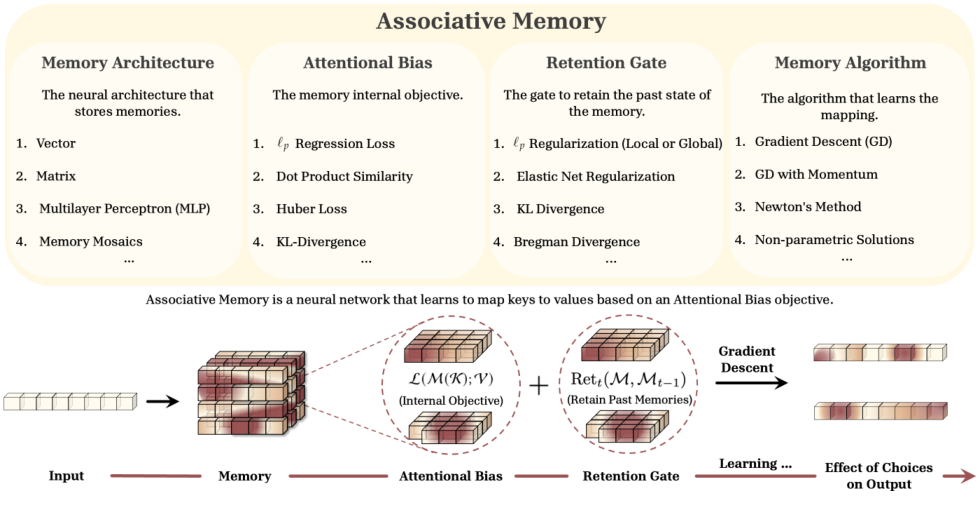 Associative Memory
Memory Architecture
The neural architecture that
stores memories.
1. Vector
2. Matrix
3. Multilayer Perceptron (MLP)
4. Memory Mosaics
...
Attentional Bias
The memory internal objective.
1. ℓₚ Regression Loss
2. Dot Product Similarity
3. Huber Loss
4. KL-Divergence
...
Retention Gate
The gate to retain the past state of
the memory.
1. ℓₚ Regularization (Local or Global)
2. Elastic Net Regularization
3. KL Divergence
4. Bregman Divergence
...
Memory Algorithm
The algorithm that learns the
mapping.
1. Gradient Descent (GD)
2. GD with Momentum
3. Newton's Method
4. Non-parametric Solutions
...
Associative Memory is a neural network that learns to map keys to values based on an Attentional Bias objective.
ℒ(ℳ(𝒦); 𝒱)
(Internal Objective)
+
Retₜ(ℳ, ℳₜ₋₁)
(Retain Past Memories)
Gradient
Descent
Input
Memory
Attentional Bias
Retention Gate
Learning ...
Effect of Choices
on Output